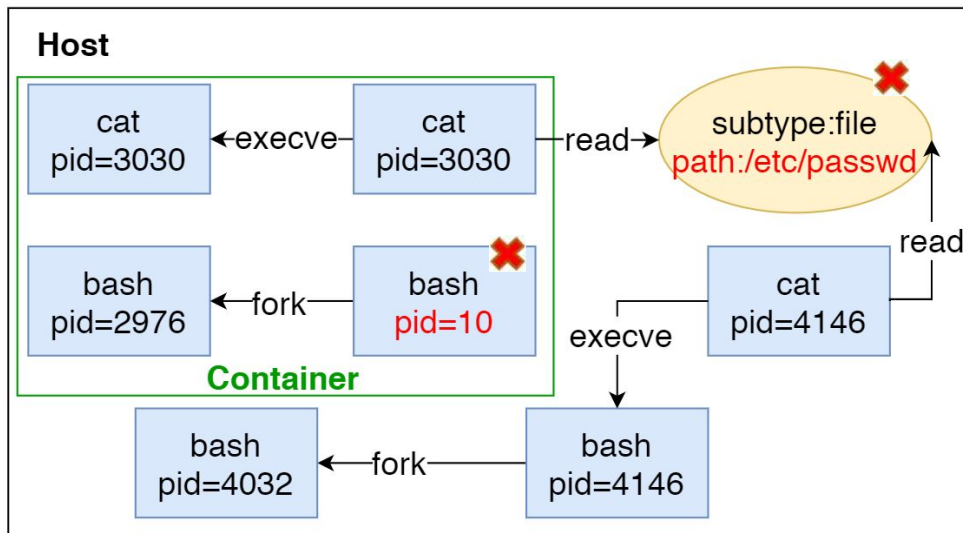 Host
cat
pid=3030
execve
cat
pid=3030
read
subtype:file
path:/etc/passwd
bash
pid=2976
fork
bash
pid=10
Container
cat
pid=4146
read
execve
bash
pid=4032
fork
bash
pid=4146